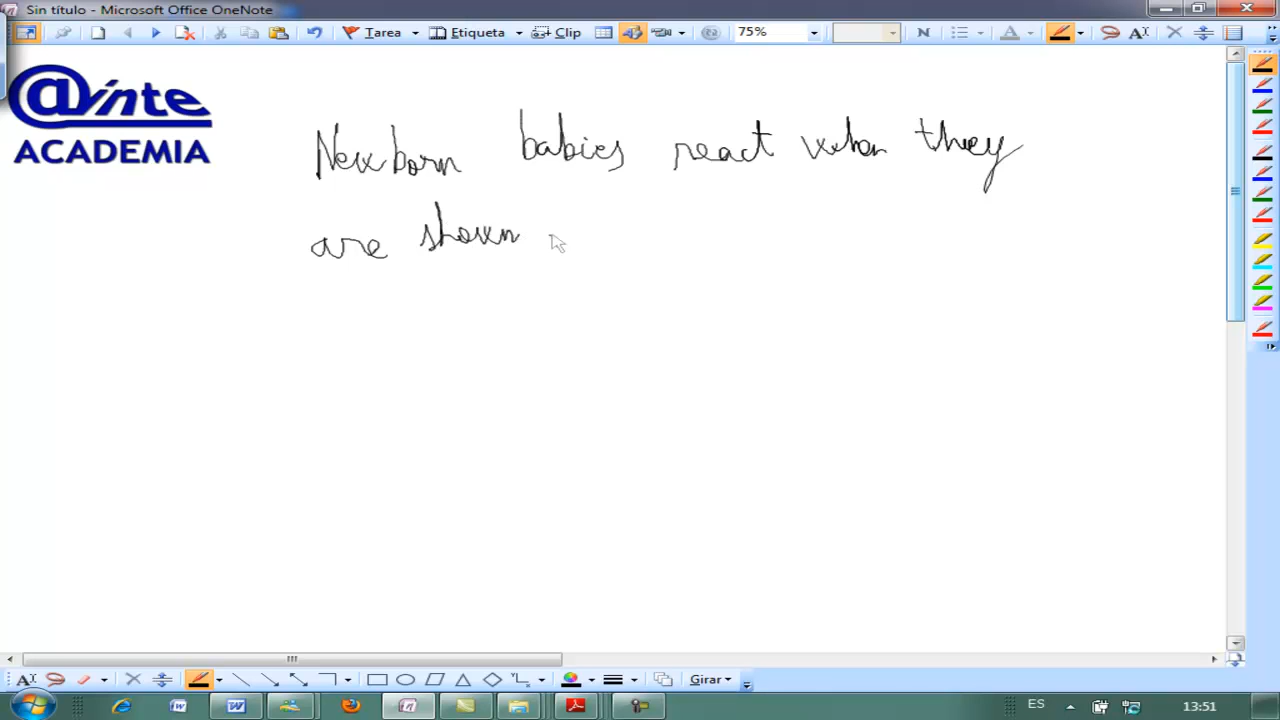 Sin título - Microsoft Office OneNote
Tarea Etiqueta Clip 75% N A A
@vinte
ACADEMIA
Newborn babies react when they
are shown
A Girar
ES 13:51